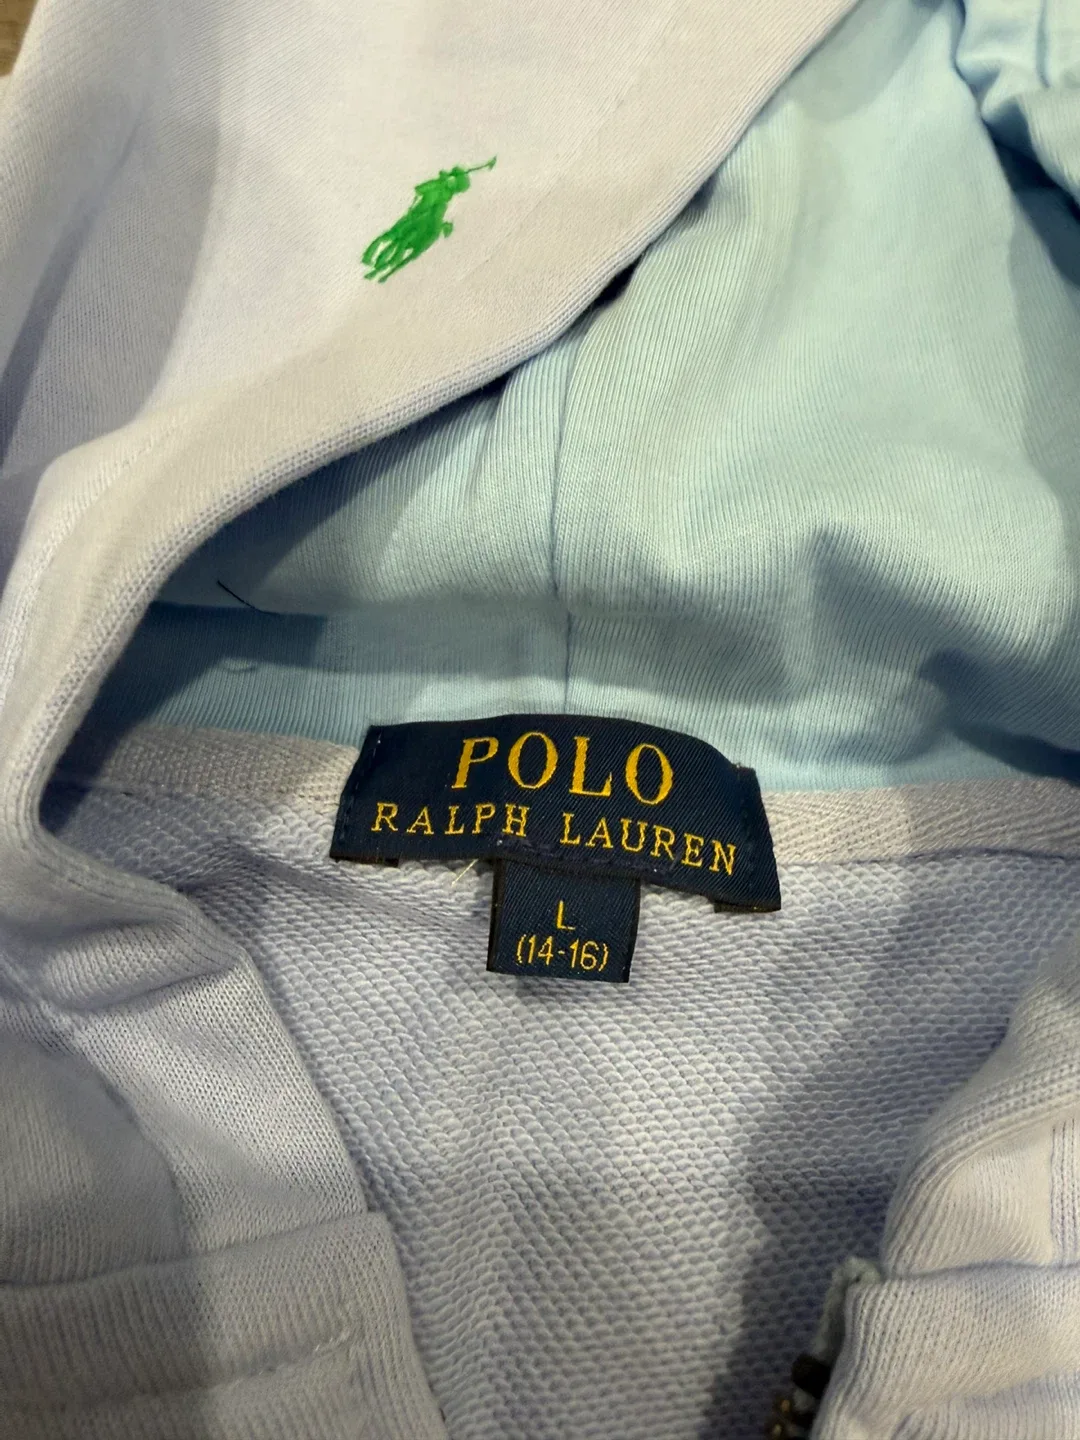 POLO
RALPH LAUREN
L
(14-16)